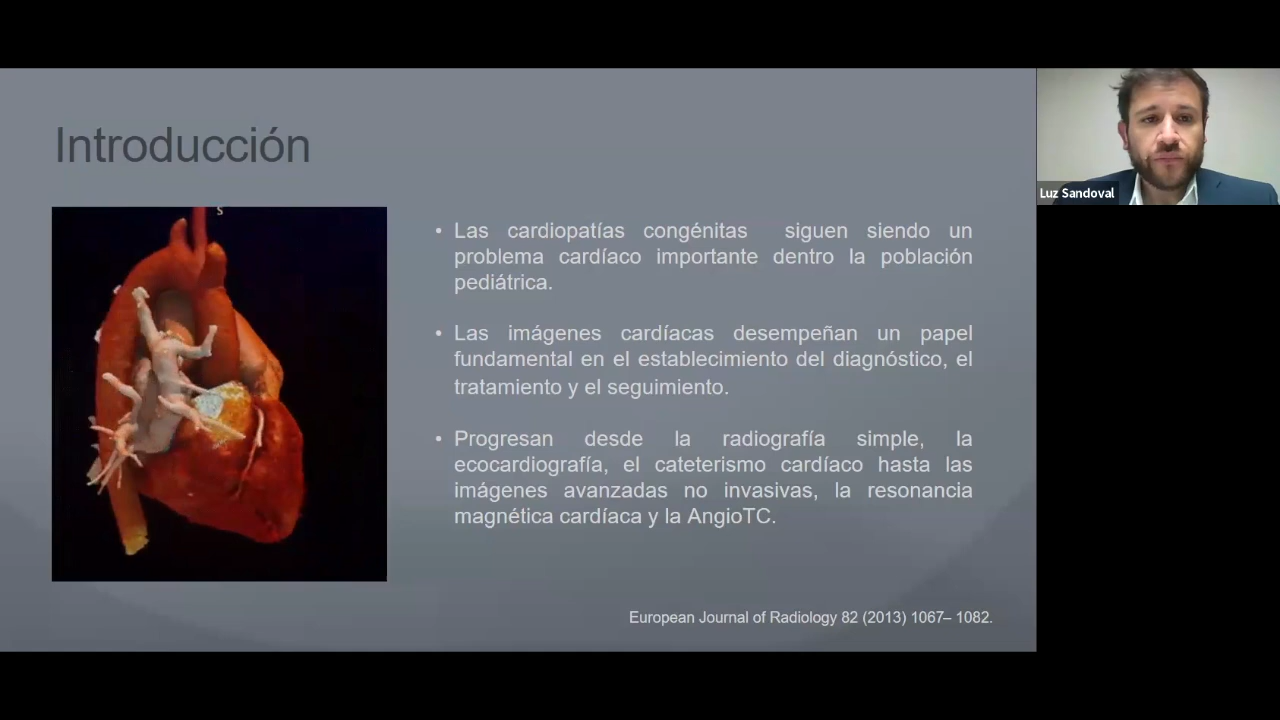 Introducción
S
• Las cardiopatías congénitas siguen siendo un
problema cardíaco importante dentro la población
pediátrica.
• Las imágenes cardíacas desempeñan un papel
fundamental en el establecimiento del diagnóstico, el
tratamiento y el seguimiento.
• Progresan desde la radiografía simple, la
ecocardiografía, el cateterismo cardíaco hasta las
imágenes avanzadas no invasivas, la resonancia
magnética cardíaca y la AngioTC.
European Journal of Radiology 82 (2013) 1067– 1082.
Luz Sandoval